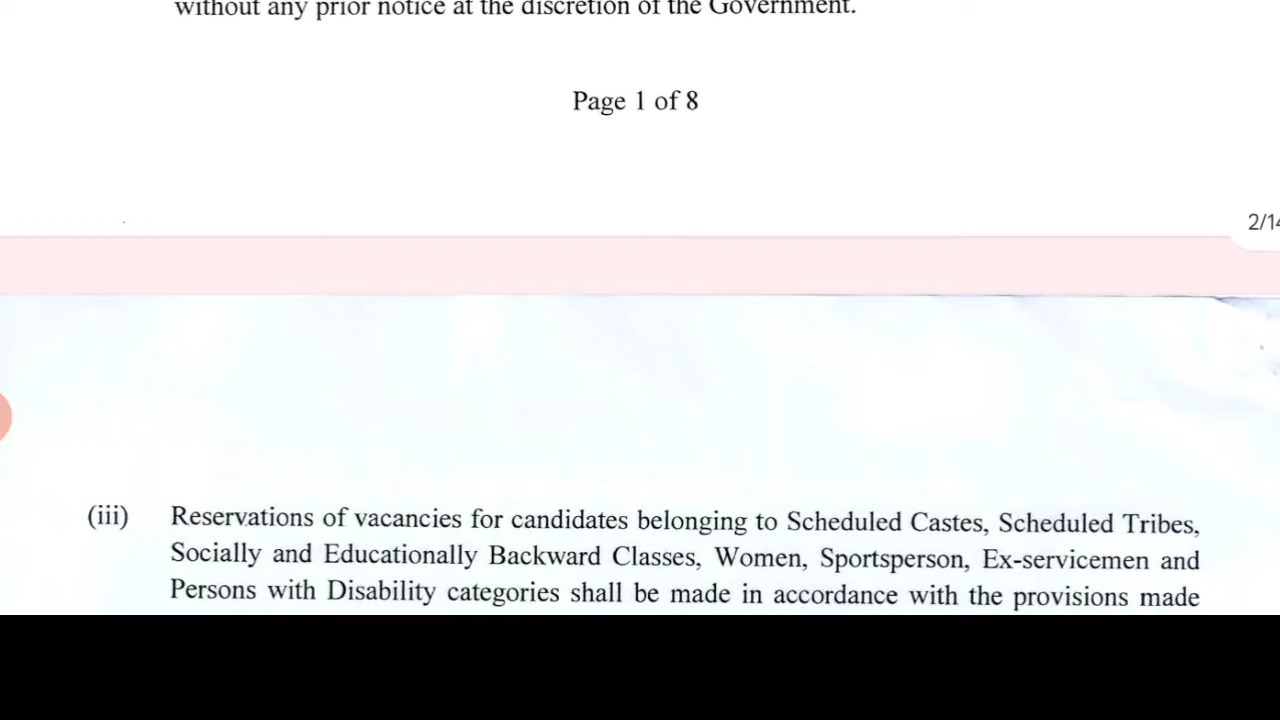 without any prior notice at the discretion of the Government.
Page 1 of 8
2/14
(iii) Reservations of vacancies for candidates belonging to Scheduled Castes, Scheduled Tribes,
Socially and Educationally Backward Classes, Women, Sportsperson, Ex-servicemen and
Persons with Disability categories shall be made in accordance with the provisions made